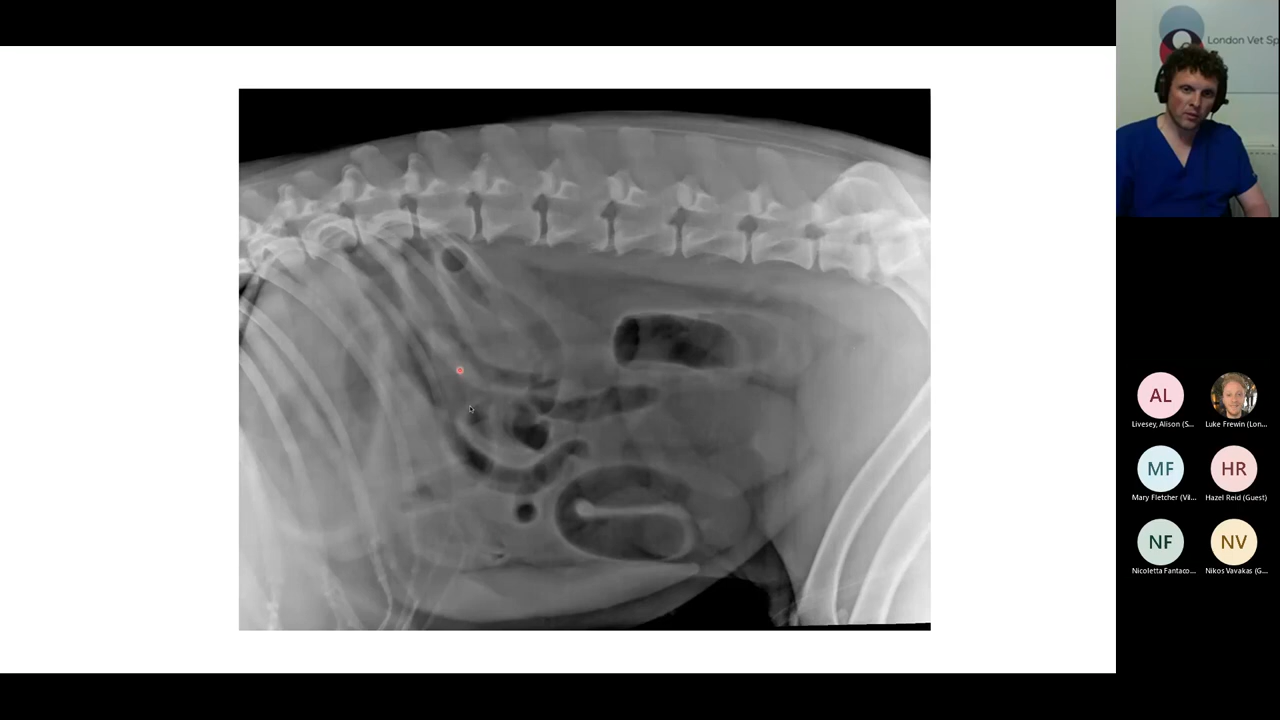 London Vet Sp
AL
Livesey, Alison (S...
Luke Frewin (Lon...
MF
HR
Mary Fletcher (Vil...
Hazel Reid (Guest)
NF
NV
Nicoletta Fantaco...
Nikos Vavakas (G...